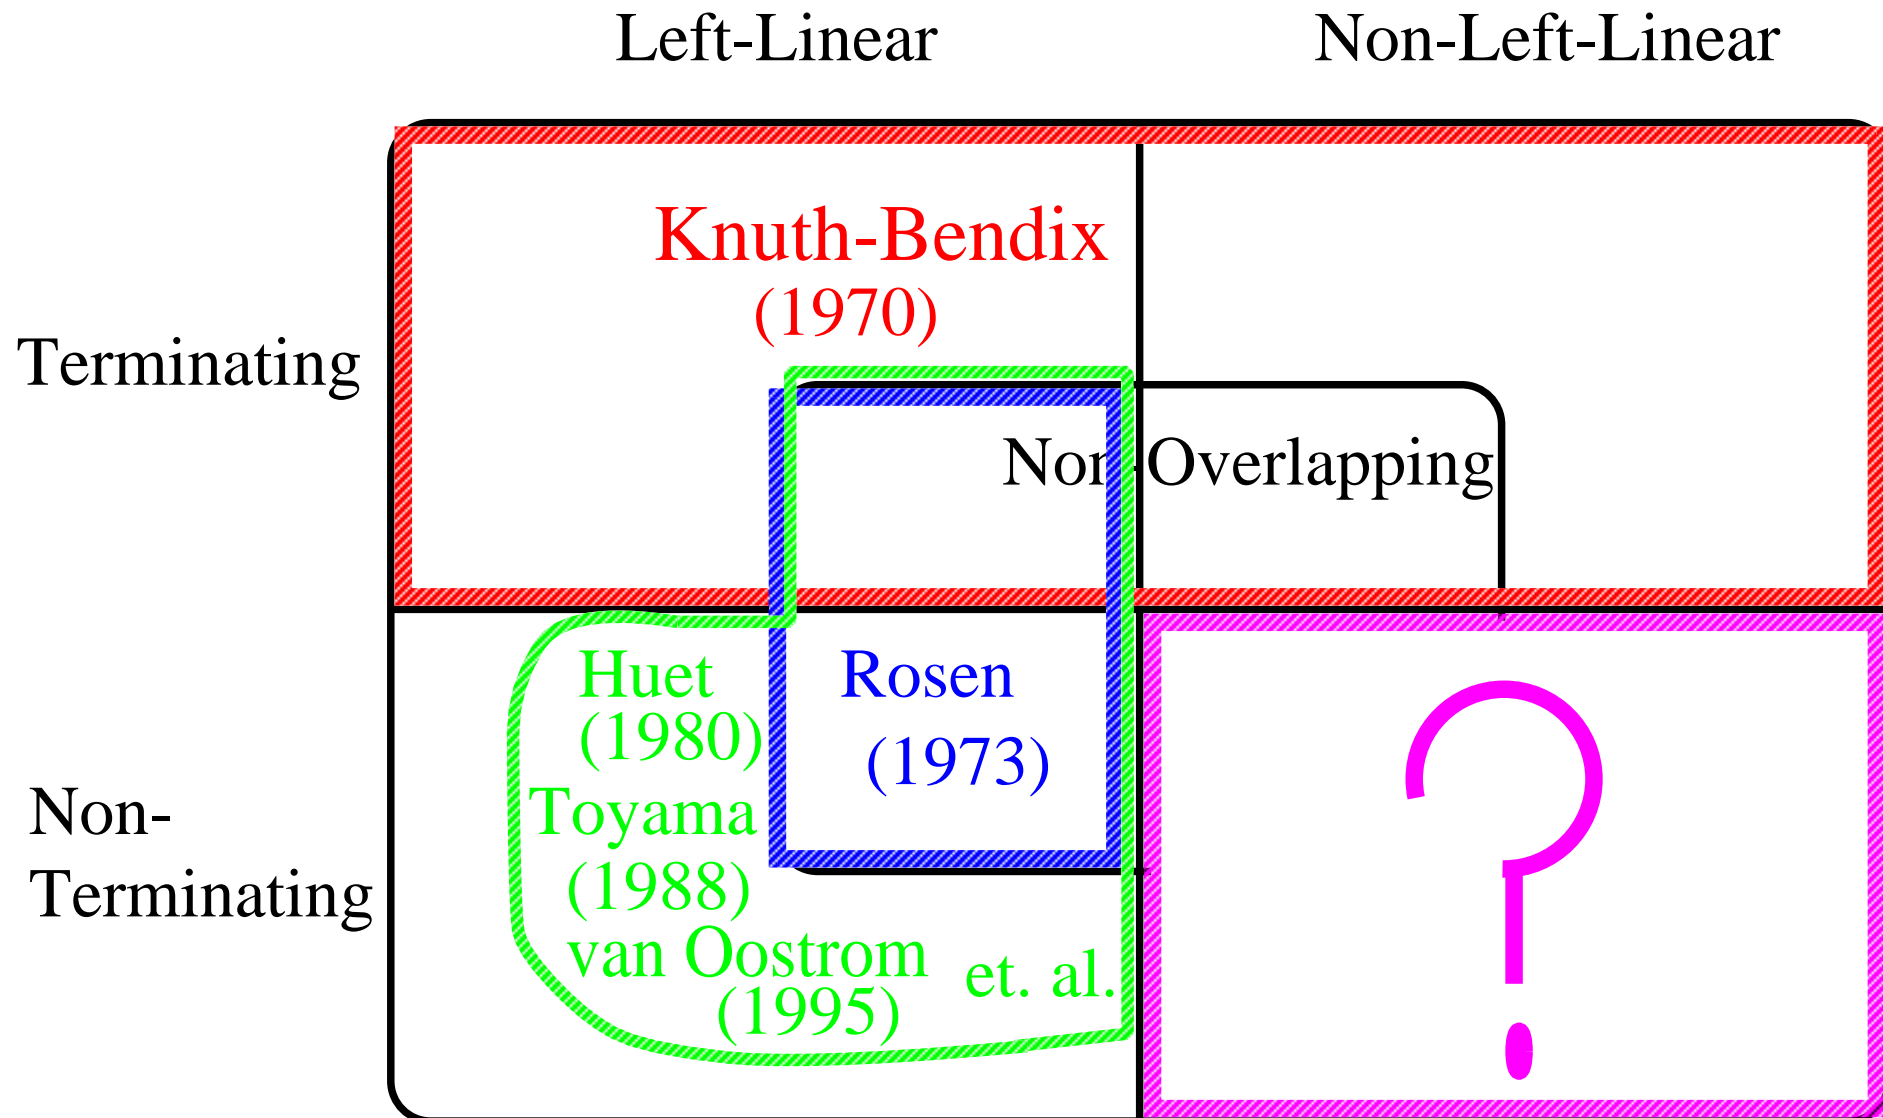 Left-Linear
Non-Left-Linear
Knuth-Bendix
(1970)
Terminating
Non-Overlapping
Huet
(1980)
Rosen
(1973)
Non-
Terminating
Toyama
(1988)
van Oostrom
(1995)
et. al.
?